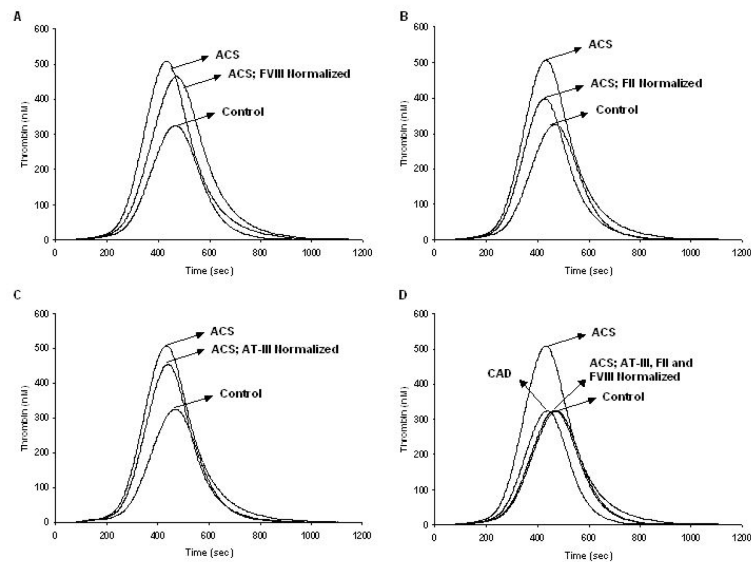 A
600
500
400
300
200
100
0
Thrombin (nM)
ACS
ACS; FVIII Normalized
Control
0 200 400 600 800 1000 1200
Time (sec)
B
600
500
400
300
200
100
0
Thrombin (nM)
ACS
ACS; FII Normalized
Control
0 200 400 600 800 1000 1200
Time (sec)
C
600
500
400
300
200
100
0
Thrombin (nM)
ACS
ACS; AT-III Normalized
Control
0 200 400 600 800 1000 1200
Time (sec)
D
600
500
400
300
200
100
0
Thrombin (nM)
ACS
CAD
ACS; AT-III, FII and
FVIII Normalized
Control
0 200 400 600 800 1000 1200
Time (sec)